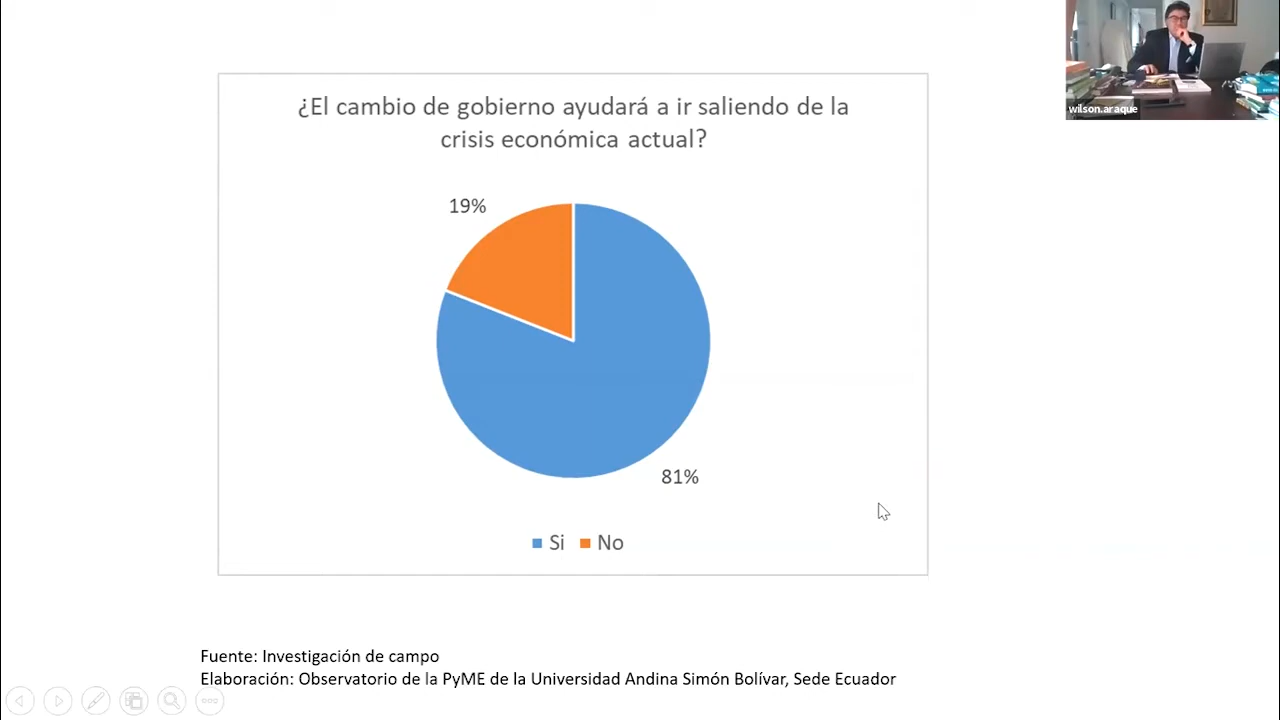 wilson.araque
¿El cambio de gobierno ayudará a ir saliendo de la
crisis económica actual?
19%
81%
Si No
Fuente: Investigación de campo
Elaboración: Observatorio de la PyME de la Universidad Andina Simón Bolívar, Sede Ecuador